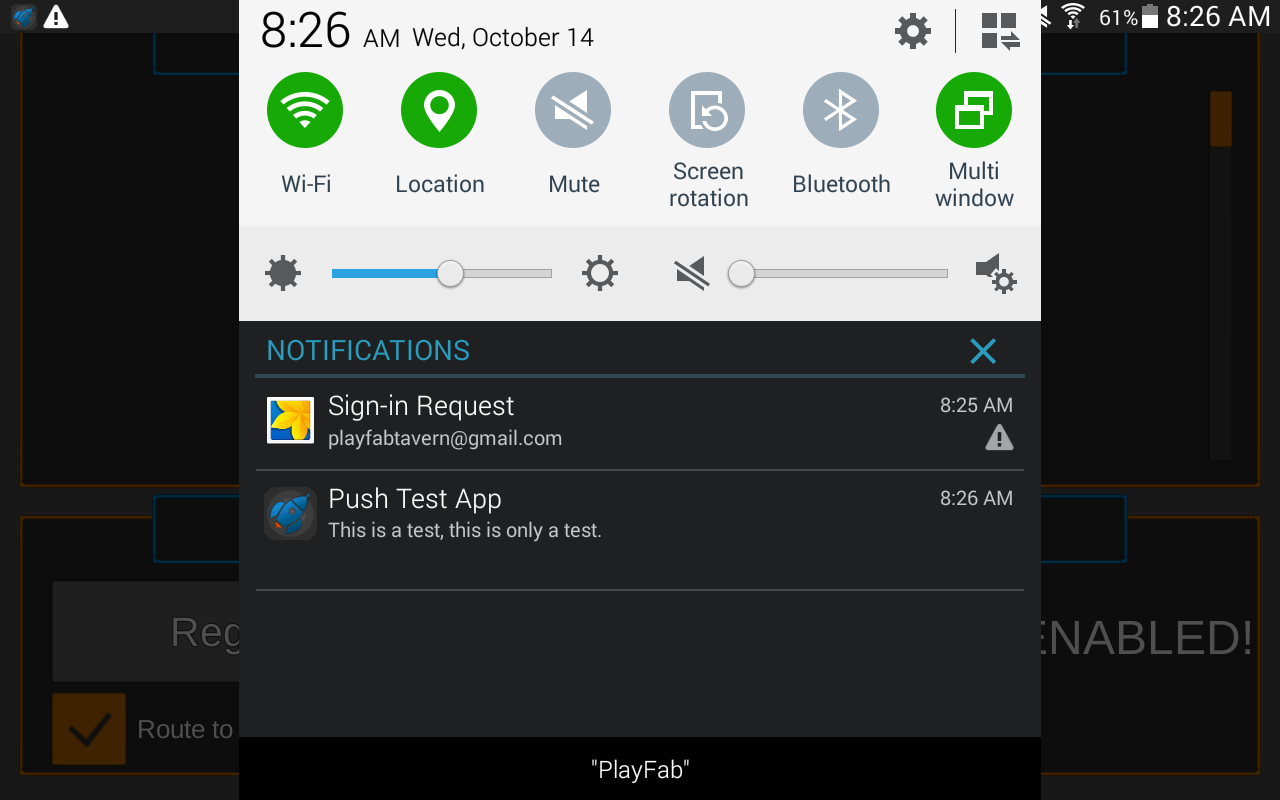 61% 8:26 AM
8:26 AM Wed, October 14
Wi-Fi
Location
Mute
Screen
rotation
Bluetooth
Multi
window
NOTIFICATIONS
Sign-in Request 8:25 AM
playfabtavern@gmail.com
Push Test App 8:26 AM
This is a test, this is only a test.
Reg
ENABLED!
Route to
"PlayFab"